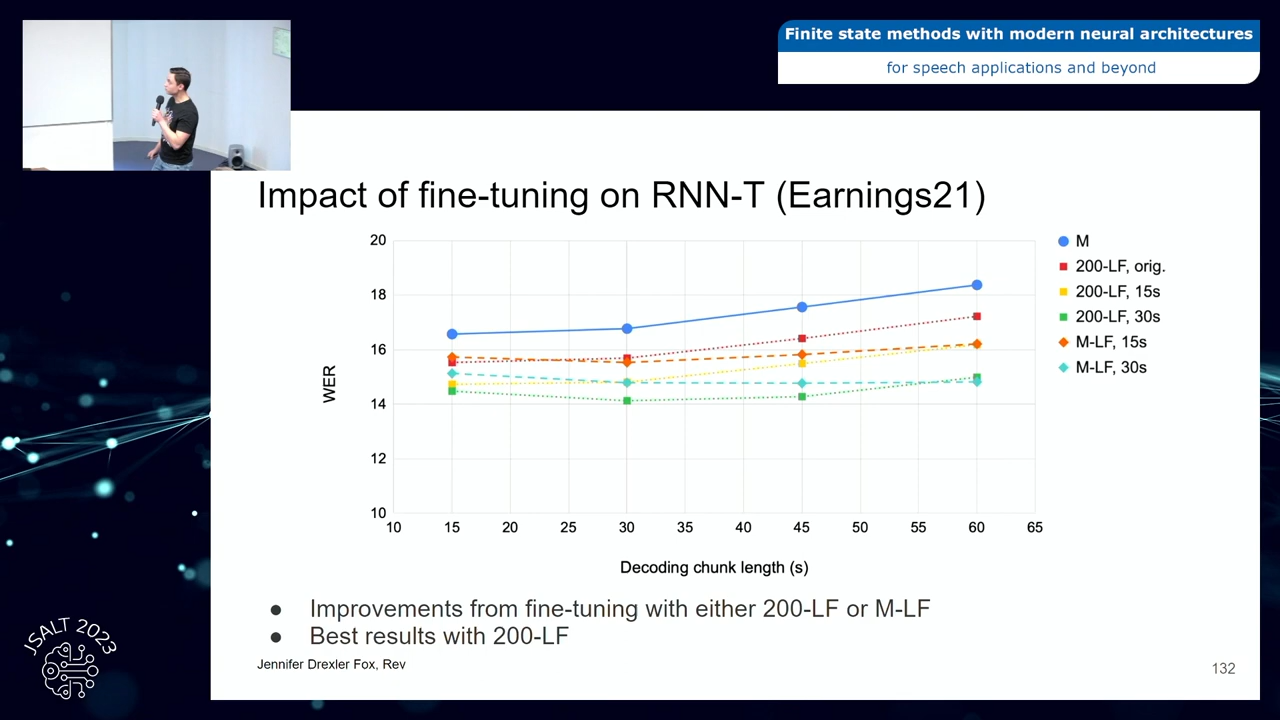 Finite state methods with modern neural architectures
for speech applications and beyond
Impact of fine-tuning on RNN-T (Earnings21)
20
18
16
14
12
10
WER
10 15 20 25 30 35 40 45 50 55 60 65
Decoding chunk length (s)
M
200-LF, orig.
200-LF, 15s
200-LF, 30s
M-LF, 15s
M-LF, 30s
● Improvements from fine-tuning with either 200-LF or M-LF
● Best results with 200-LF
Jennifer Drexler Fox, Rev
132
JSALT 2023